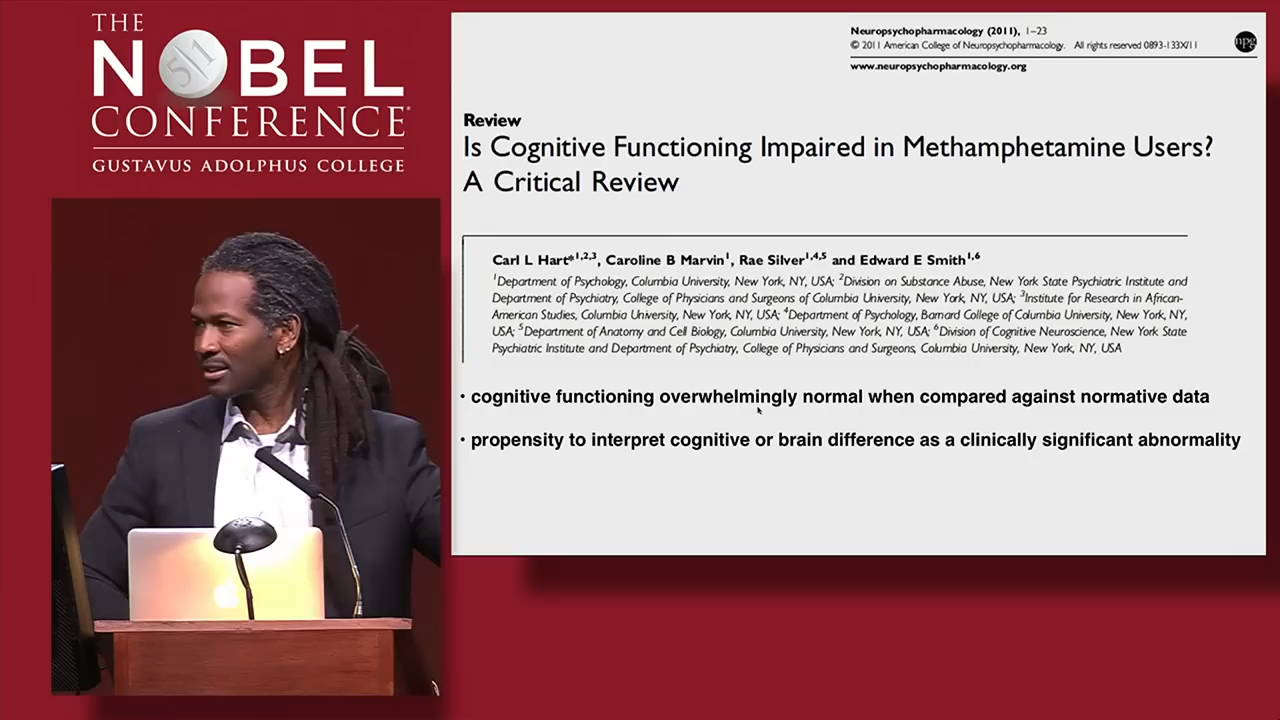 THE
NOBEL
51
CONFERENCE®
GUSTAVUS ADOLPHUS COLLEGE
Neuropsychopharmacology (2011), 1–23
© 2011 American College of Neuropsychopharmacology. All rights reserved 0893-133X/11
npg
www.neuropsychopharmacology.org
Review
Is Cognitive Functioning Impaired in Methamphetamine Users?
A Critical Review
Carl L Hart*1,2,3, Caroline B Marvin1, Rae Silver1,4,5 and Edward E Smith1,6
1Department of Psychology, Columbia University, New York, NY, USA; 2Division on Substance Abuse, New York State Psychiatric Institute and
Department of Psychiatry, College of Physicians and Surgeons of Columbia University, New York, NY, USA; 3Institute for Research in African-
American Studies, Columbia University, New York, NY, USA; 4Department of Psychology, Barnard College of Columbia University, New York, NY,
USA; 5Department of Anatomy and Cell Biology, Columbia University, New York, NY, USA; 6Division of Cognitive Neuroscience, New York State
Psychiatric Institute and Department of Psychiatry, College of Physicians and Surgeons, Columbia University, New York, NY, USA
• cognitive functioning overwhelmingly normal when compared against normative data
• propensity to interpret cognitive or brain difference as a clinically significant abnormality